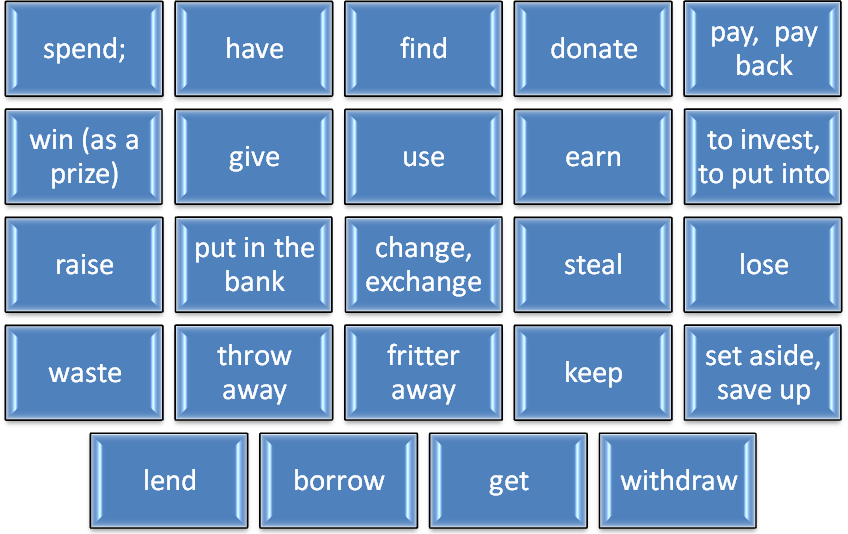 spend;
have
find
donate
pay, pay
back
win (as a
prize)
give
use
earn
to invest,
to put into
raise
put in the
bank
change,
exchange
steal
lose
waste
throw
away
fritter
away
keep
set aside,
save up
lend
borrow
get
withdraw